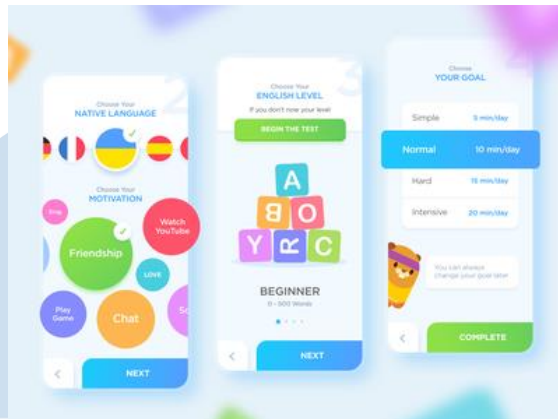 Choose Your
NATIVE LANGUAGE
Choose Your
MOTIVATION
Sing
Watch
YouTube
Friendship
LOVE
Play
Game
Chat
NEXT
3
Choose Your
ENGLISH LEVEL
If you don't now your level
BEGIN THE TEST
A
B O
Y R C
BEGINNER
0 - 500 Words
NEXT
Choose
YOUR GOAL
Simple 5 min/day
Normal 10 min/day
Hard 15 min/day
Intensive 20 min/day
You can always
change your goal later
COMPLETE